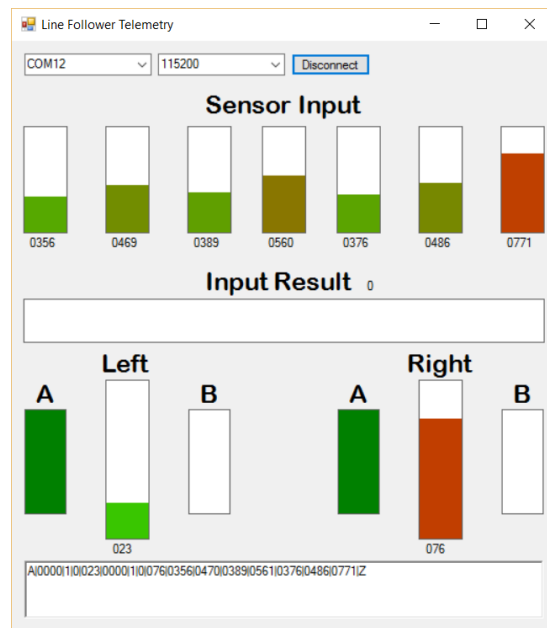 Line Follower Telemetry
COM12 115200 Disconnect
Sensor Input
0356 0469 0389 0560 0376 0486 0771
Input Result 0
Left Right
A B A B
023 076
A|0000|1|0|023|0000|1|0|076|0356|0470|0389|0561|0376|0486|0771|Z